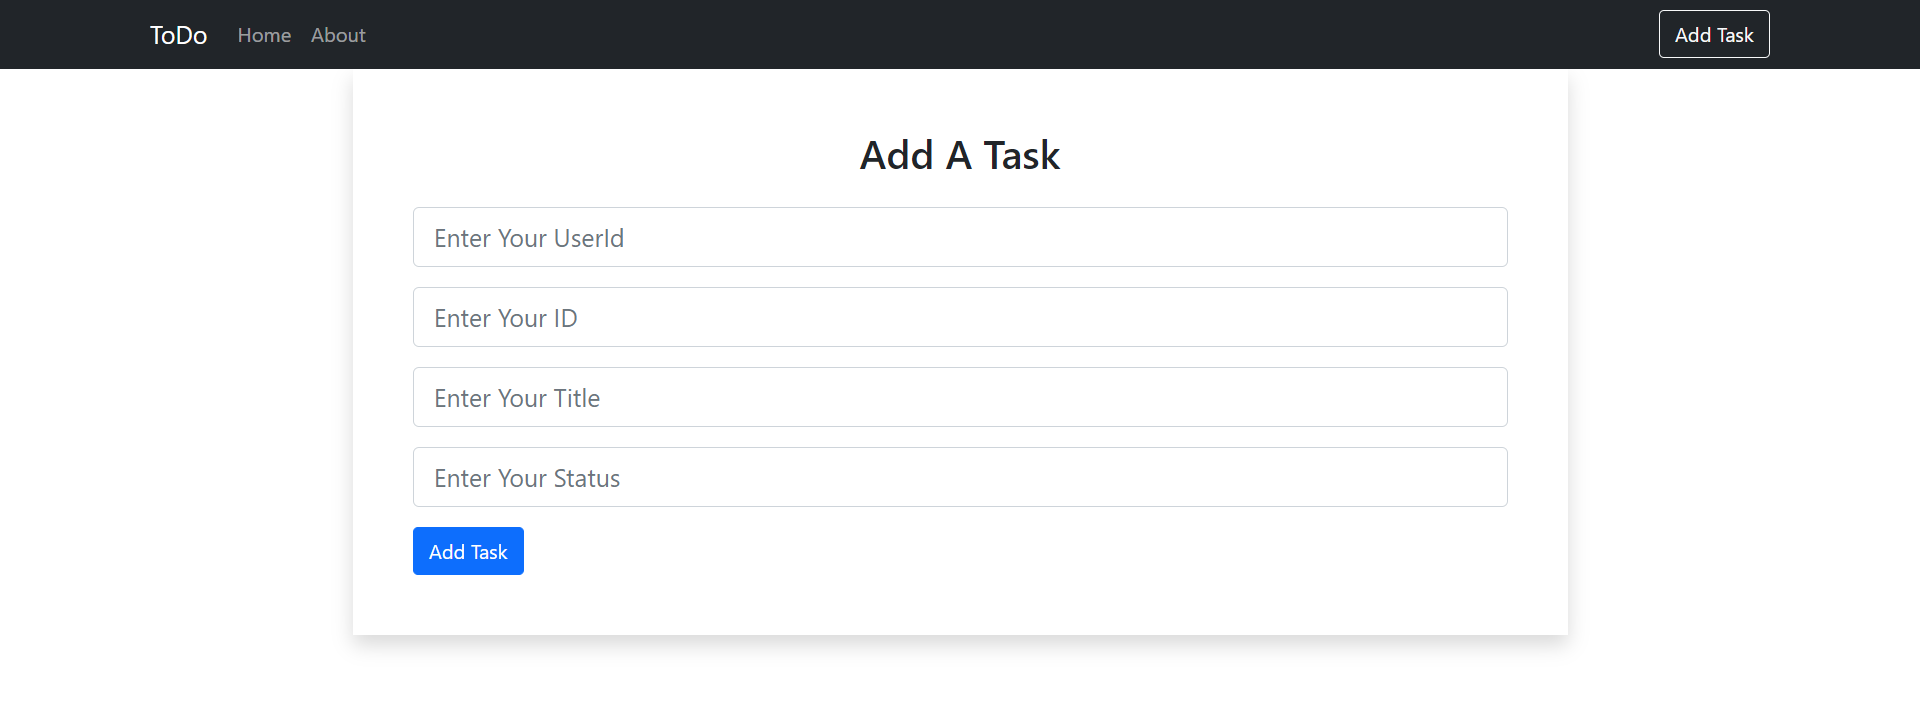 ToDo Home About Add Task
Add A Task
Enter Your UserId
Enter Your ID
Enter Your Title
Enter Your Status
Add Task